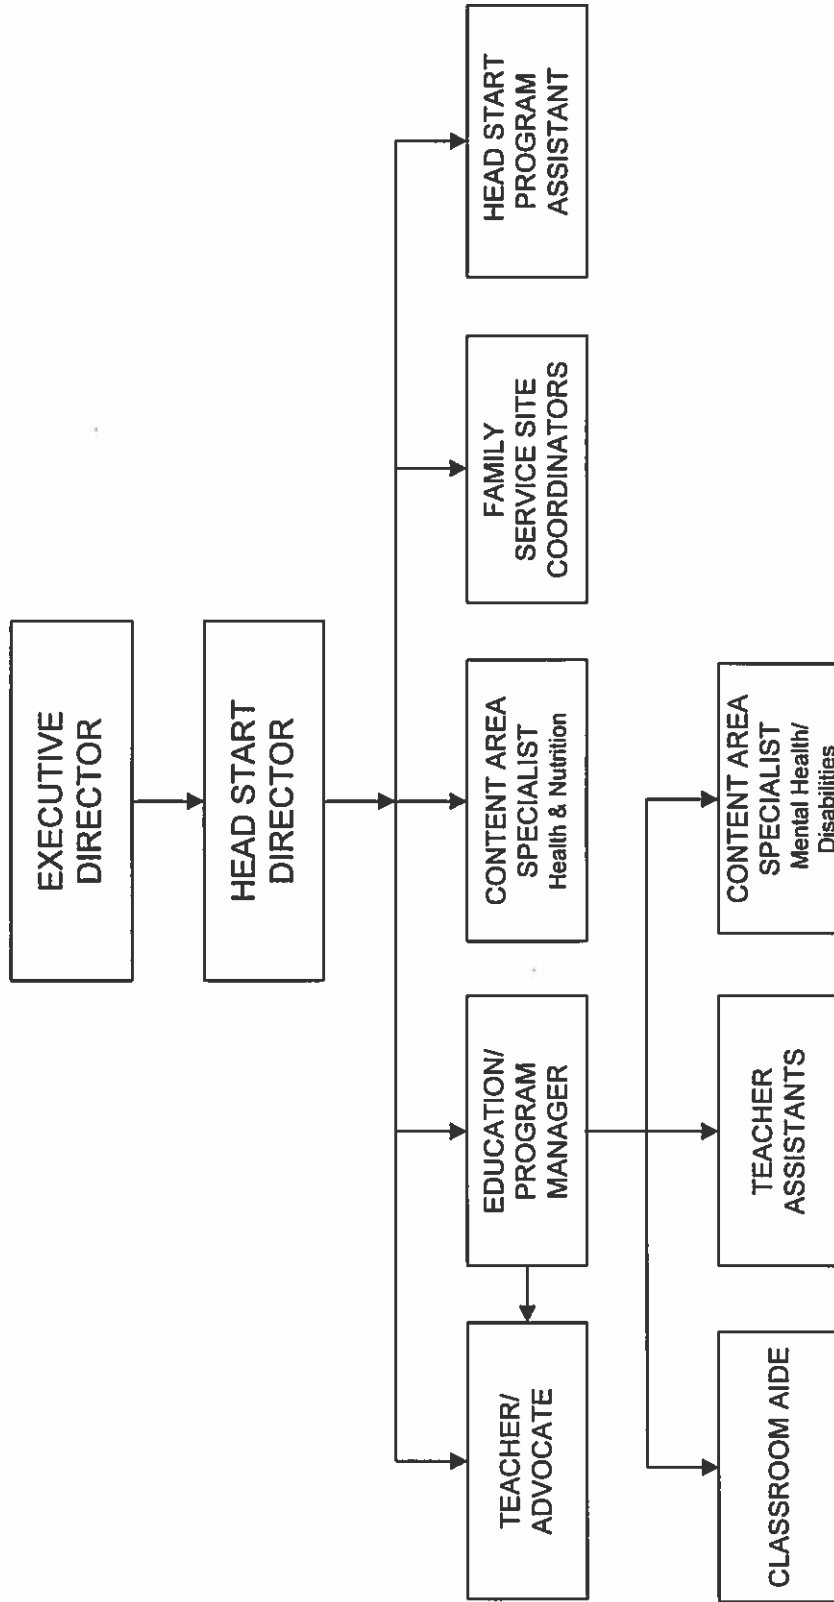 EXECUTIVE
DIRECTOR
HEAD START
DIRECTOR
TEACHER/
ADVOCATE
EDUCATION/
PROGRAM
MANAGER
CONTENT AREA
SPECIALIST
Health & Nutrition
FAMILY
SERVICE SITE
COORDINATORS
HEAD START
PROGRAM
ASSISTANT
CLASSROOM AIDE
TEACHER
ASSISTANTS
CONTENT AREA
SPECIALIST
Mental Health/
Disabilities